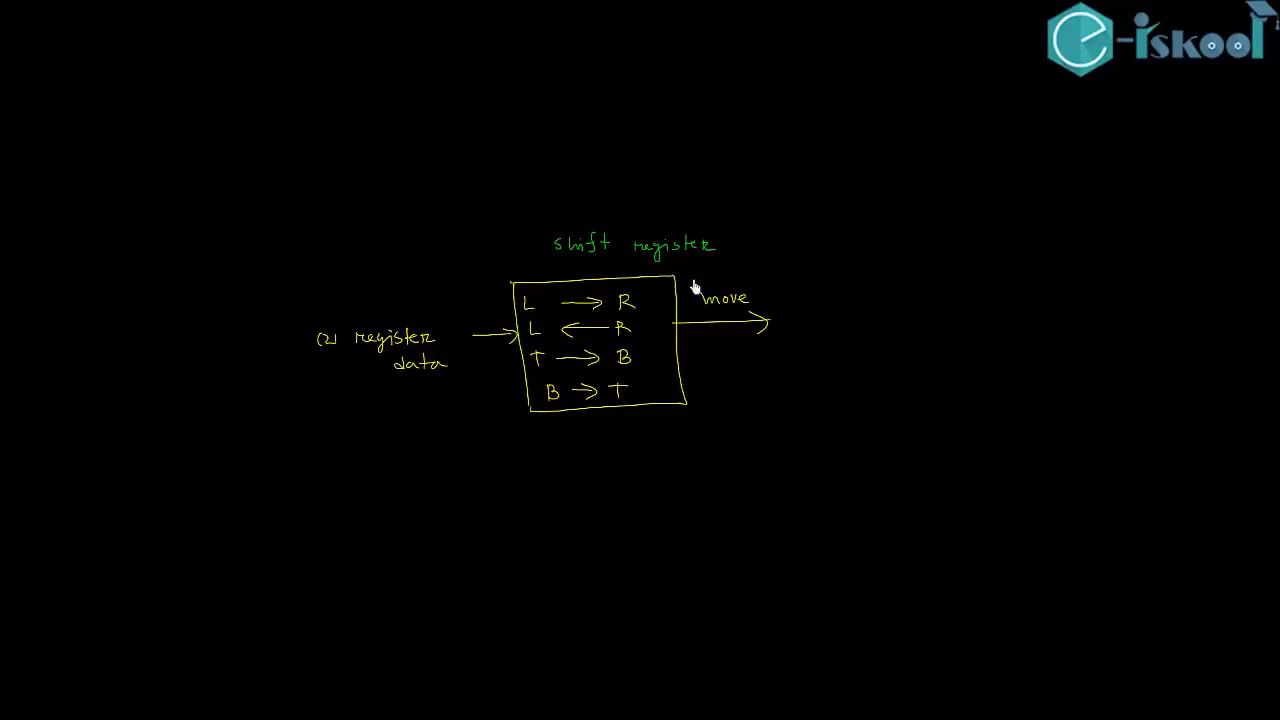 e-iskool
shift register
L → R
move
L ← R
(2) register
data
T → B
B → T